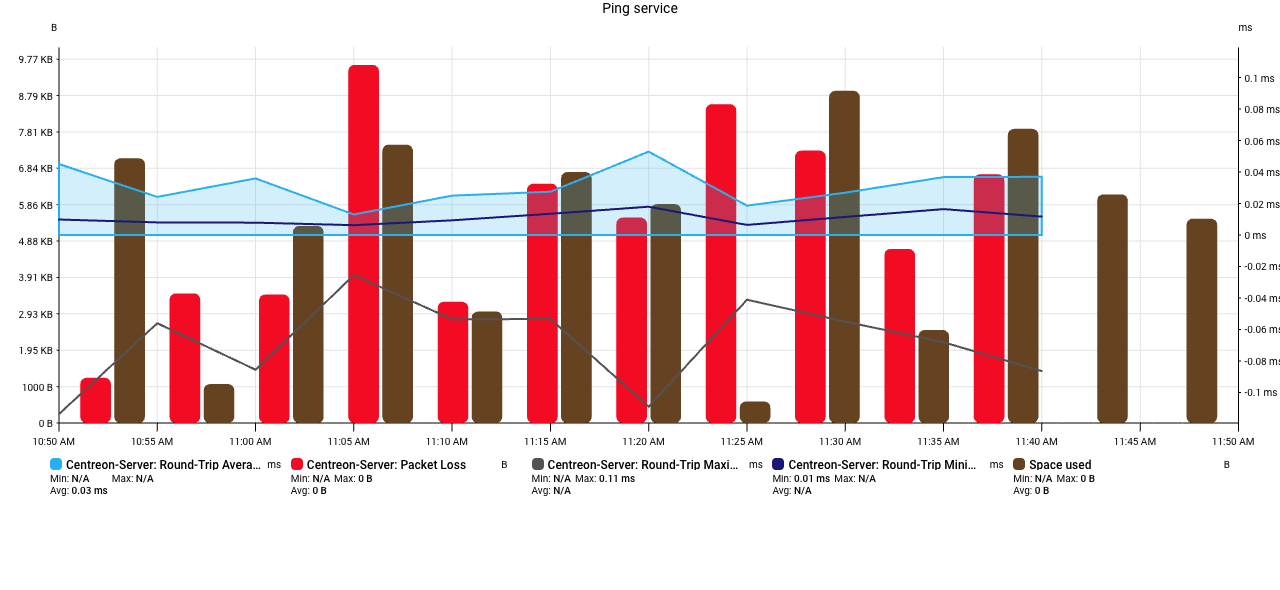 Ping service
B
ms
9.77 KB
8.79 KB
7.81 KB
6.84 KB
5.86 KB
4.88 KB
3.91 KB
2.93 KB
1.95 KB
1000 B
0 B
0.1 ms
0.08 ms
0.06 ms
0.04 ms
0.02 ms
0 ms
-0.02 ms
-0.04 ms
-0.06 ms
-0.08 ms
-0.1 ms
10:50 AM 10:55 AM 11:00 AM 11:05 AM 11:10 AM 11:15 AM 11:20 AM 11:25 AM 11:30 AM 11:35 AM 11:40 AM 11:45 AM 11:50 AM
Centreon-Server: Round-Trip Avera... ms Centreon-Server: Packet Loss B Centreon-Server: Round-Trip Maxi... ms Centreon-Server: Round-Trip Mini... ms Space used B
Min: N/A Max: N/A Min: N/A Max: 0 B Min: N/A Max: 0.11 ms Min: 0.01 ms Max: N/A Min: N/A Max: 0 B
Avg: 0.03 ms Avg: 0 B Avg: N/A Avg: N/A Avg: 0 B